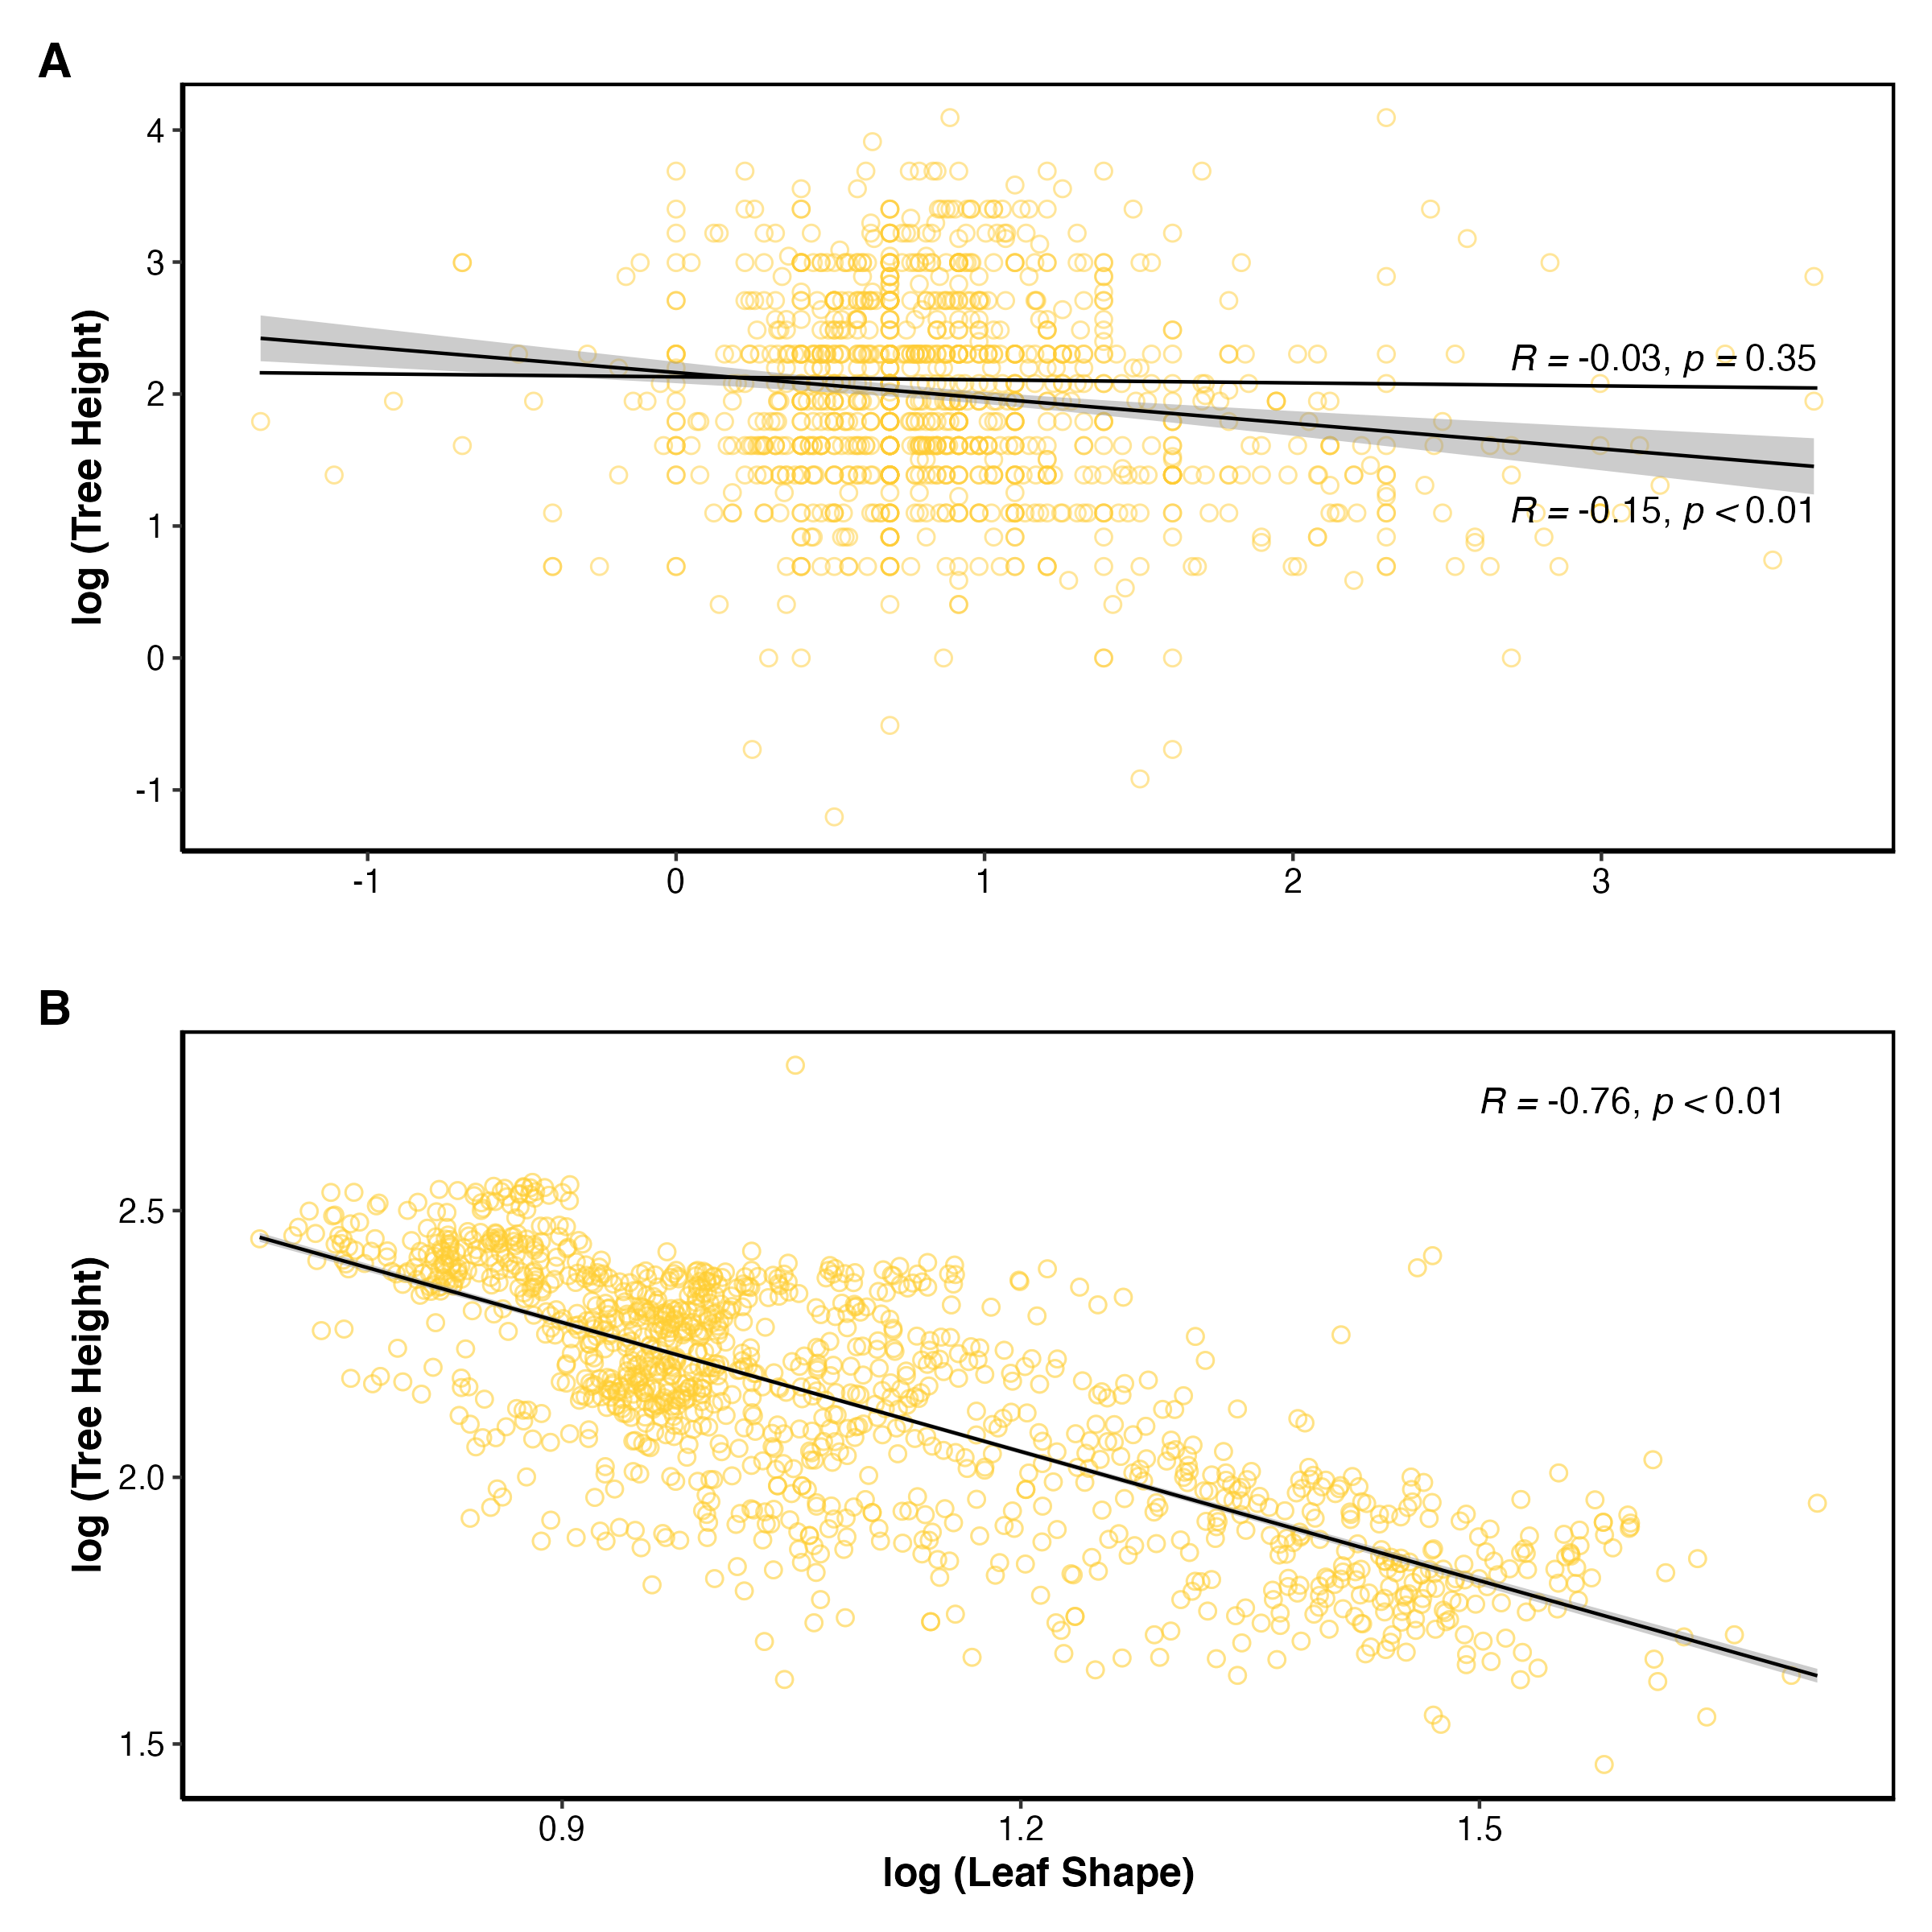 A
4
3
2
1
0
-1
log (Tree Height)
R = -0.03, p = 0.35
R = -0.15, p < 0.01
-1 0 1 2 3
B
2.5
2.0
1.5
log (Tree Height)
R = -0.76, p < 0.01
0.9 1.2 1.5
log (Leaf Shape)